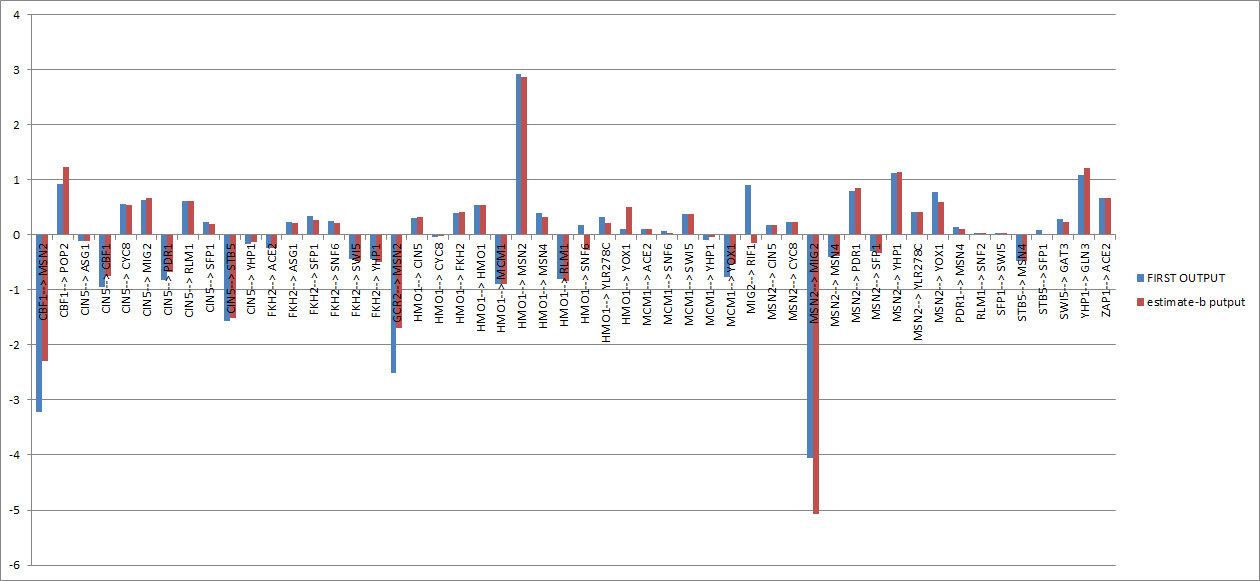 4
3
2
1
0
-1
-2
-3
-4
-5
-6
CBF1--> MSN2
CBF1--> POP2
CIN5--> ASG1
CIN5--> CBF1
CIN5--> CYC8
CIN5--> MIG2
CIN5--> PDR1
CIN5--> RLM1
CIN5--> SFP1
CIN5--> STB5
CIN5--> YHP1
FKH2--> ACE2
FKH2--> ASG1
FKH2--> SFP1
FKH2--> SNF6
FKH2--> SWI5
FKH2--> YHP1
GCR2--> MSN2
HMO1--> CIN5
HMO1--> CYC8
HMO1--> FKH2
HMO1--> HMO1
HMO1--> MCM1
HMO1--> MSN2
HMO1--> MSN4
HMO1--> RLM1
HMO1--> SNF6
HMO1--> YLR278C
HMO1--> YOX1
MCM1--> ACE2
MCM1--> SNF6
MCM1--> SWI5
MCM1--> YHP1
MCM1--> YOX1
MIG2--> RIF1
MSN2--> CIN5
MSN2--> CYC8
MSN2--> MIG2
MSN2--> MSN4
MSN2--> PDR1
MSN2--> SFP1
MSN2--> YHP1
MSN2--> YLR278C
MSN2--> YOX1
PDR1--> MSN4
RLM1--> SNF2
SFP1--> SWI5
STB5--> MSN4
STB5--> SFP1
SWI5--> GAT3
YHP1--> GLN3
ZAP1--> ACE2
FIRST OUTPUT
estimate-b putput